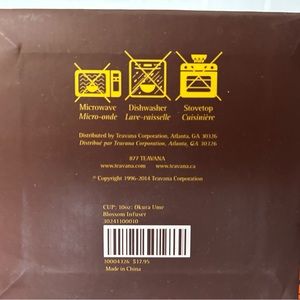 Microwave
Micro-onde
Dishwasher
Lave-vaisselle
Stovetop
Cuisinière
Distributed by Teavana Corporation, Atlanta, GA 30326
Distribué par Teavana Corporation, Atlanta, GA 30326
877 TEAVANA
www.teavana.com
www.teavana.ca
© Copyright 1996-2014 Teavana Corporation
CUP: 10oz: Okura Ume
Blossom Infuser
30241100010
30004326 $17.95
Made in China